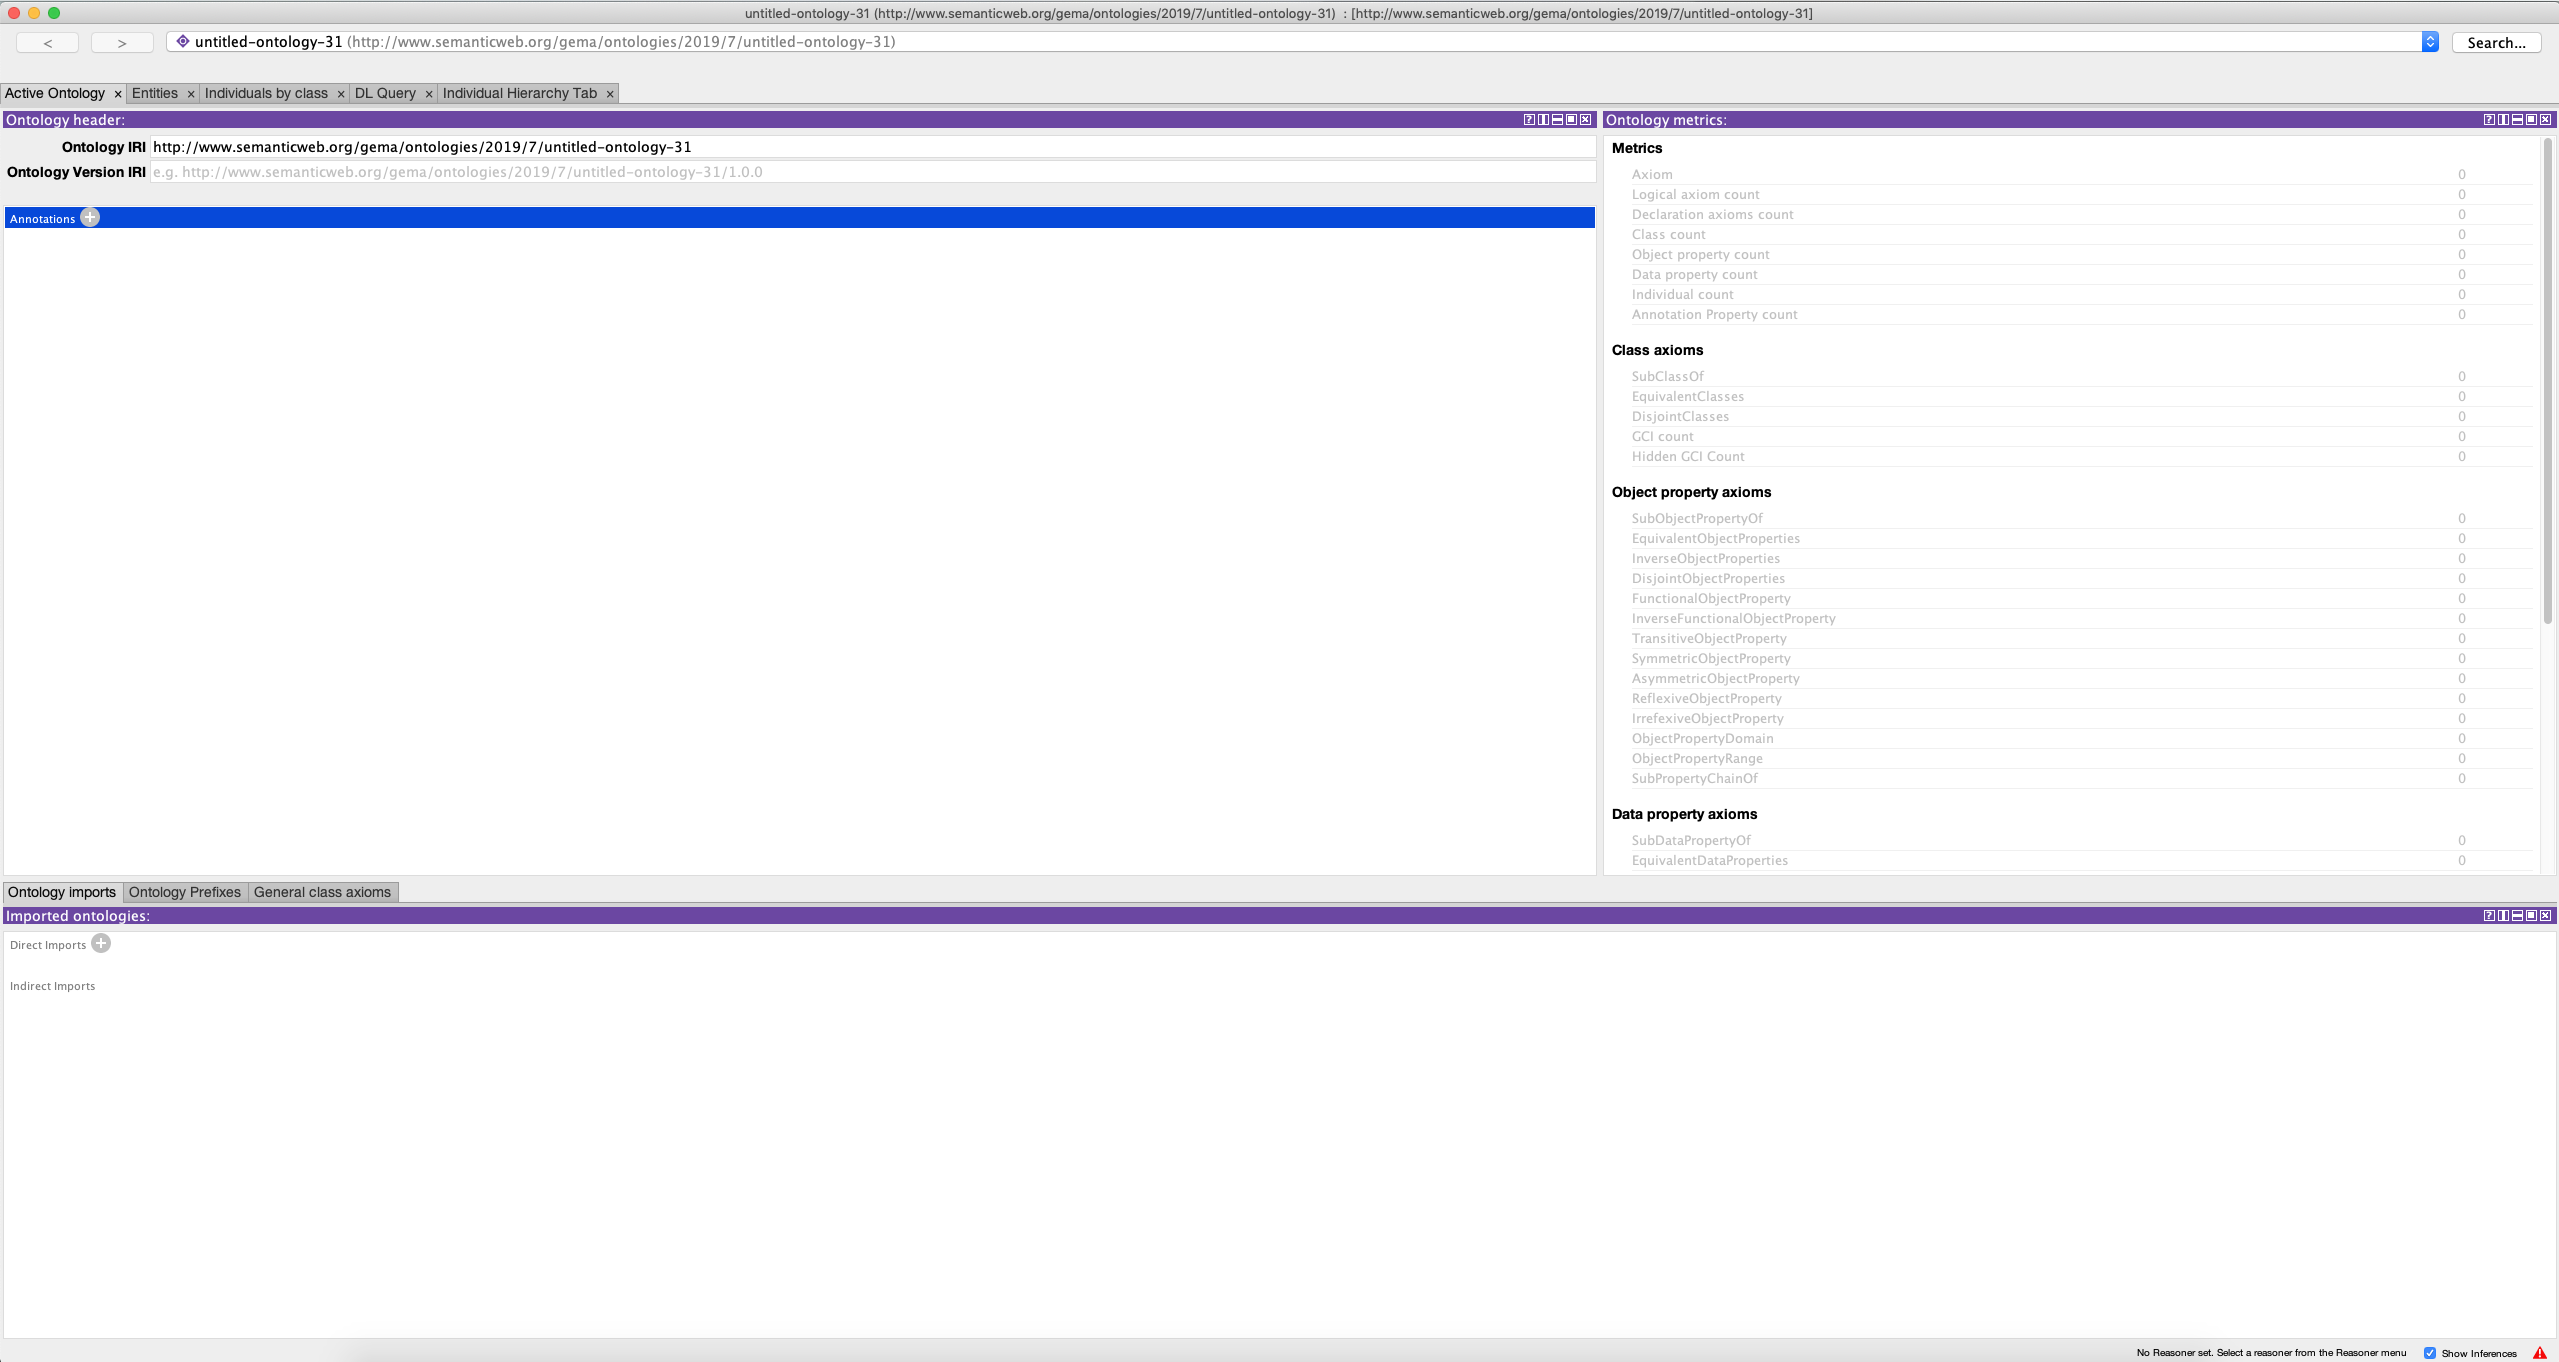 untitled-ontology-31 (http://www.semanticweb.org/gema/ontologies/2019/7/untitled-ontology-31) : [http://www.semanticweb.org/gema/ontologies/2019/7/untitled-ontology-31]
< > untitled-ontology-31 (http://www.semanticweb.org/gema/ontologies/2019/7/untitled-ontology-31) Search...
Active Ontology × Entities × Individuals by class × DL Query × Individual Hierarchy Tab ×
Ontology header:
Ontology IRI http://www.semanticweb.org/gema/ontologies/2019/7/untitled-ontology-31
Ontology Version IRI e.g. http://www.semanticweb.org/gema/ontologies/2019/7/untitled-ontology-31/1.0.0
Annotations
Ontology metrics:
Metrics
Axiom 0
Logical axiom count 0
Declaration axioms count 0
Class count 0
Object property count 0
Data property count 0
Individual count 0
Annotation Property count 0
Class axioms
SubClassOf 0
EquivalentClasses 0
DisjointClasses 0
GCI count 0
Hidden GCI Count 0
Object property axioms
SubObjectPropertyOf 0
EquivalentObjectProperties 0
InverseObjectProperties 0
DisjointObjectProperties 0
FunctionalObjectProperty 0
InverseFunctionalObjectProperty 0
TransitiveObjectProperty 0
SymmetricObjectProperty 0
AsymmetricObjectProperty 0
ReflexiveObjectProperty 0
IrrefexiveObjectProperty 0
ObjectPropertyDomain 0
ObjectPropertyRange 0
SubPropertyChainOf 0
Data property axioms
SubDataPropertyOf 0
EquivalentDataProperties 0
Ontology imports Ontology Prefixes General class axioms
Imported ontologies:
Direct Imports
Indirect Imports
No Reasoner set. Select a reasoner from the Reasoner menu Show Inferences